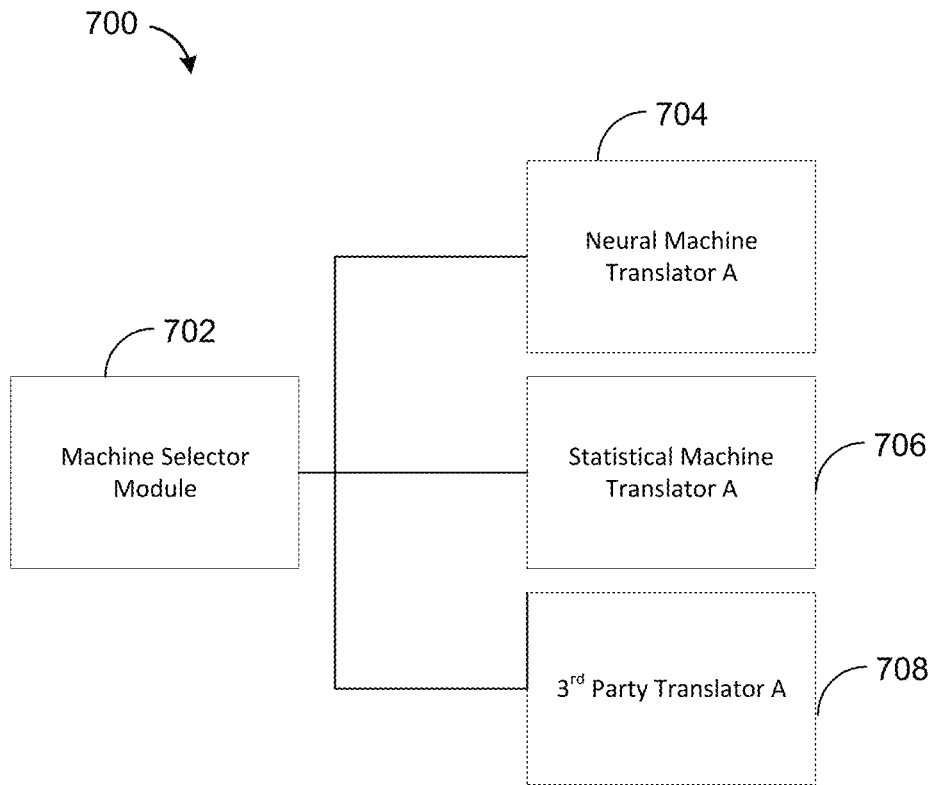 700
704
Neural Machine
Translator A
702
Machine Selector
Module
706
Statistical Machine
Translator A
708
3rd Party Translator A